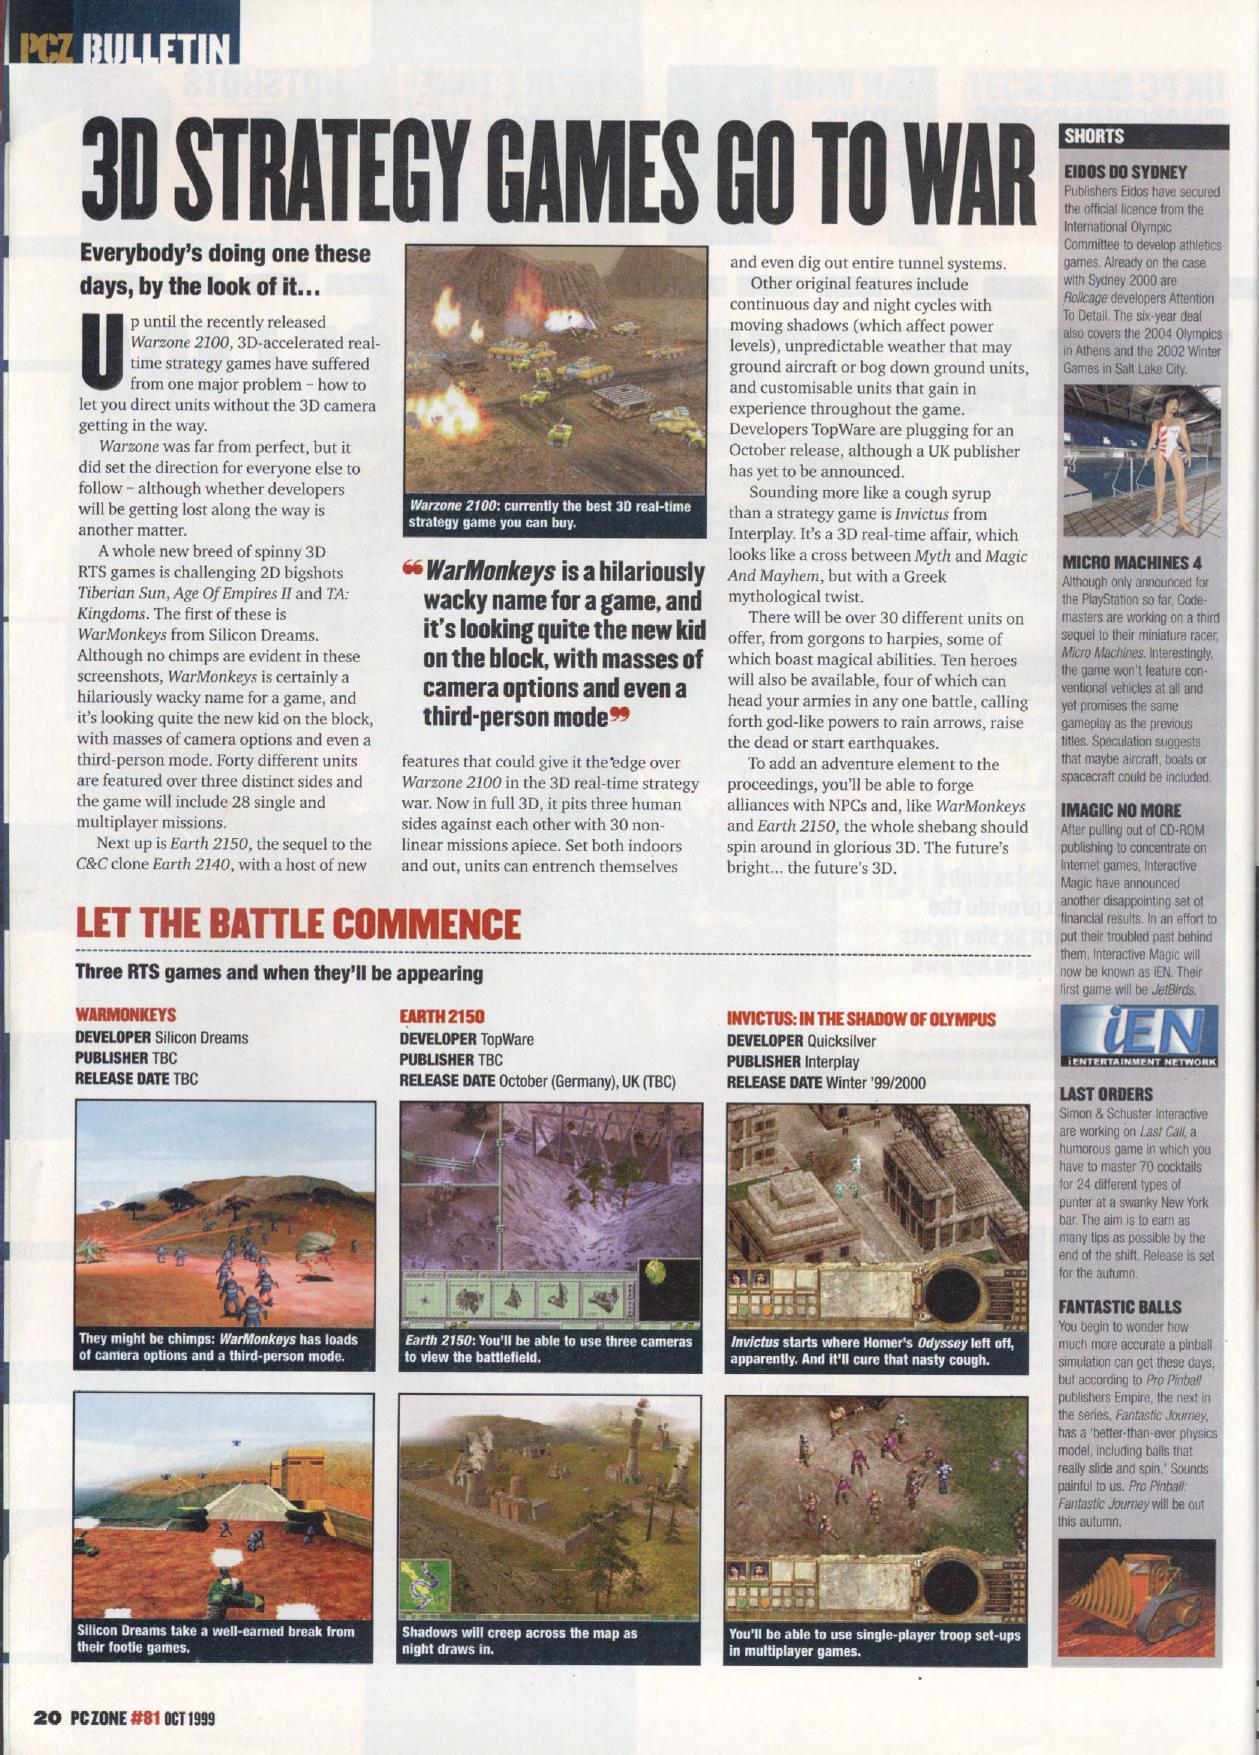 PCZ BULLETIN
3D STRATEGY GAMES GO TO WAR
Everybody's doing one these
days, by the look of it...
Up until the recently released
Warzone 2100, 3D-accelerated real-
time strategy games have suffered
from one major problem – how to
let you direct units without the 3D camera
getting in the way.
Warzone was far from perfect, but it
did set the direction for everyone else to
follow – although whether developers
will be getting lost along the way is
another matter.
A whole new breed of spinny 3D
RTS games is challenging 2D bigshots
Tiberian Sun, Age Of Empires II and TA:
Kingdoms. The first of these is
WarMonkeys from Silicon Dreams.
Although no chimps are evident in these
screenshots, WarMonkeys is certainly a
hilariously wacky name for a game, and
it's looking quite the new kid on the block,
with masses of camera options and even a
third-person mode. Forty different units
are featured over three distinct sides and
the game will include 28 single and
multiplayer missions.
Next up is Earth 2150, the sequel to the
C&C clone Earth 2140, with a host of new
Warzone 2100: currently the best 3D real-time
strategy game you can buy.
“WarMonkeys is a hilariously
wacky name for a game, and
it's looking quite the new kid
on the block, with masses of
camera options and even a
third-person mode”
features that could give it the edge over
Warzone 2100 in the 3D real-time strategy
war. Now in full 3D, it pits three human
sides against each other with 30 non-
linear missions apiece. Set both indoors
and out, units can entrench themselves
and even dig out entire tunnel systems.
Other original features include
continuous day and night cycles with
moving shadows (which affect power
levels), unpredictable weather that may
ground aircraft or bog down ground units,
and customisable units that gain in
experience throughout the game.
Developers TopWare are plugging for an
October release, although a UK publisher
has yet to be announced.
Sounding more like a cough syrup
than a strategy game is Invictus from
Interplay. It's a 3D real-time affair, which
looks like a cross between Myth and Magic
And Mayhem, but with a Greek
mythological twist.
There will be over 30 different units on
offer, from gorgons to harpies, some of
which boast magical abilities. Ten heroes
will also be available, four of which can
head your armies in any one battle, calling
forth god-like powers to rain arrows, raise
the dead or start earthquakes.
To add an adventure element to the
proceedings, you'll be able to forge
alliances with NPCs and, like WarMonkeys
and Earth 2150, the whole shebang should
spin around in glorious 3D. The future's
bright... the future's 3D.
LET THE BATTLE COMMENCE
Three RTS games and when they'll be appearing
WARMONKEYS
DEVELOPER Silicon Dreams
PUBLISHER TBC
RELEASE DATE TBC
They might be chimps: WarMonkeys has loads
of camera options and a third-person mode.
Silicon Dreams take a well-earned break from
their footie games.
EARTH 2150
DEVELOPER TopWare
PUBLISHER TBC
RELEASE DATE October (Germany), UK (TBC)
Earth 2150: You'll be able to use three cameras
to view the battlefield.
Shadows will creep across the map as
night draws in.
INVICTUS: IN THE SHADOW OF OLYMPUS
DEVELOPER Quicksilver
PUBLISHER Interplay
RELEASE DATE Winter '99/2000
Invictus starts where Homer's Odyssey left off,
apparently. And it'll cure that nasty cough.
You'll be able to use single-player troop set-ups
in multiplayer games.
SHORTS
EIDOS DO SYDNEY
Publishers Eidos have secured
the official licence from the
International Olympic
Committee to develop athletics
games. Already on the case
with Sydney 2000 are
Rollcage developers Attention
To Detail. The six-year deal
also covers the 2004 Olympics
in Athens and the 2002 Winter
Games in Salt Lake City.
MICRO MACHINES 4
Although only announced for
the PlayStation so far, Code-
masters are working on a third
sequel to their miniature racer,
Micro Machines. Interestingly,
the game won't feature con-
ventional vehicles at all and
yet promises the same
gameplay as the previous
titles. Speculation suggests
that maybe aircraft, boats or
spacecraft could be included.
IMAGIC NO MORE
After pulling out of CD-ROM
publishing to concentrate on
Internet games, Interactive
Magic have announced
another disappointing set of
financial results. In an effort to
put their troubled past behind
them, Interactive Magic will
now be known as iEN. Their
first game will be JetBirds.
iEN
iENTERTAINMENT NETWORK
LAST ORDERS
Simon & Schuster Interactive
are working on Last Call, a
humorous game in which you
have to master 70 cocktails
for 24 different types of
punter at a swanky New York
bar. The aim is to earn as
many tips as possible by the
end of the shift. Release is set
for the autumn.
FANTASTIC BALLS
You begin to wonder how
much more accurate a pinball
simulation can get these days,
but according to Pro Pinball
publishers Empire, the next in
the series, Fantastic Journey,
has a 'better-than-ever physics
model, including balls that
really slide and spin.' Sounds
painful to us. Pro Pinball:
Fantastic Journey will be out
this autumn.
20 PC ZONE #81 OCT 1999